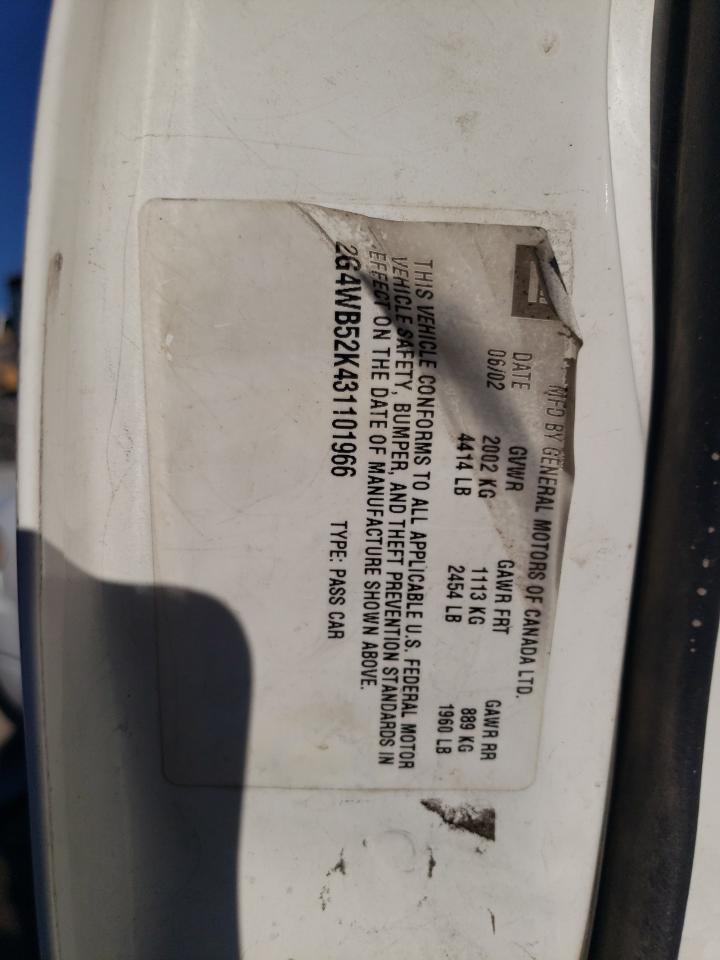 MFD BY GENERAL MOTORS OF CANADA LTD.
DATE GVWR GAWR FRT GAWR RR
06/02 2002 KG 1113 KG 889 KG
4414 LB 2454 LB 1960 LB
THIS VEHICLE CONFORMS TO ALL APPLICABLE U.S. FEDERAL MOTOR
VEHICLE SAFETY, BUMPER, AND THEFT PREVENTION STANDARDS IN
EFFECT ON THE DATE OF MANUFACTURE SHOWN ABOVE.
2G4WB52K431101966 TYPE: PASS CAR